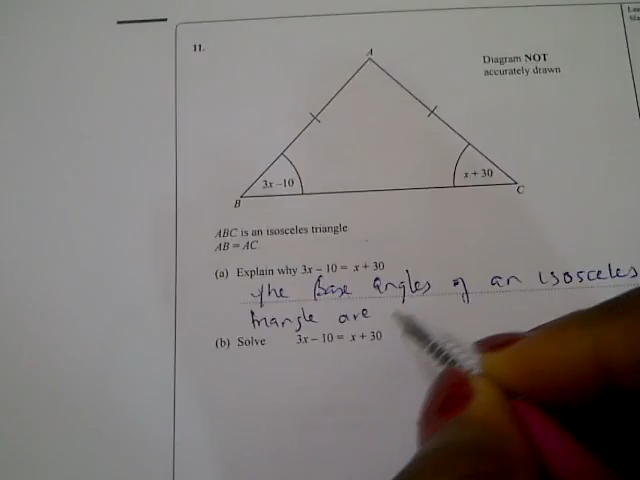 11.
Diagram NOT
accurately drawn
A
3x – 10
x + 30
B
C
ABC is an isosceles triangle
AB = AC
(a) Explain why 3x – 10 = x + 30
The Base angles of an isosceles
triangle are
(b) Solve 3x – 10 = x + 30